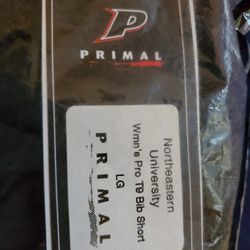 P
PRIMAL
Northeastern
University
Wmn's Pro T9 Bib Short
LG
PRIMAL